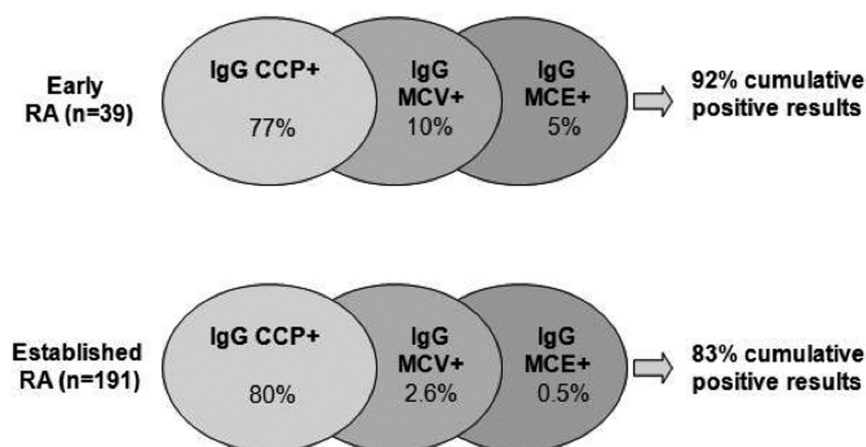 Early
RA (n=39)
IgG CCP+
77%
IgG
MCV+
10%
IgG
MCE+
5%
92% cumulative
positive results
Established
RA (n=191)
IgG CCP+
80%
IgG
MCV+
2.6%
IgG
MCE+
0.5%
83% cumulative
positive results